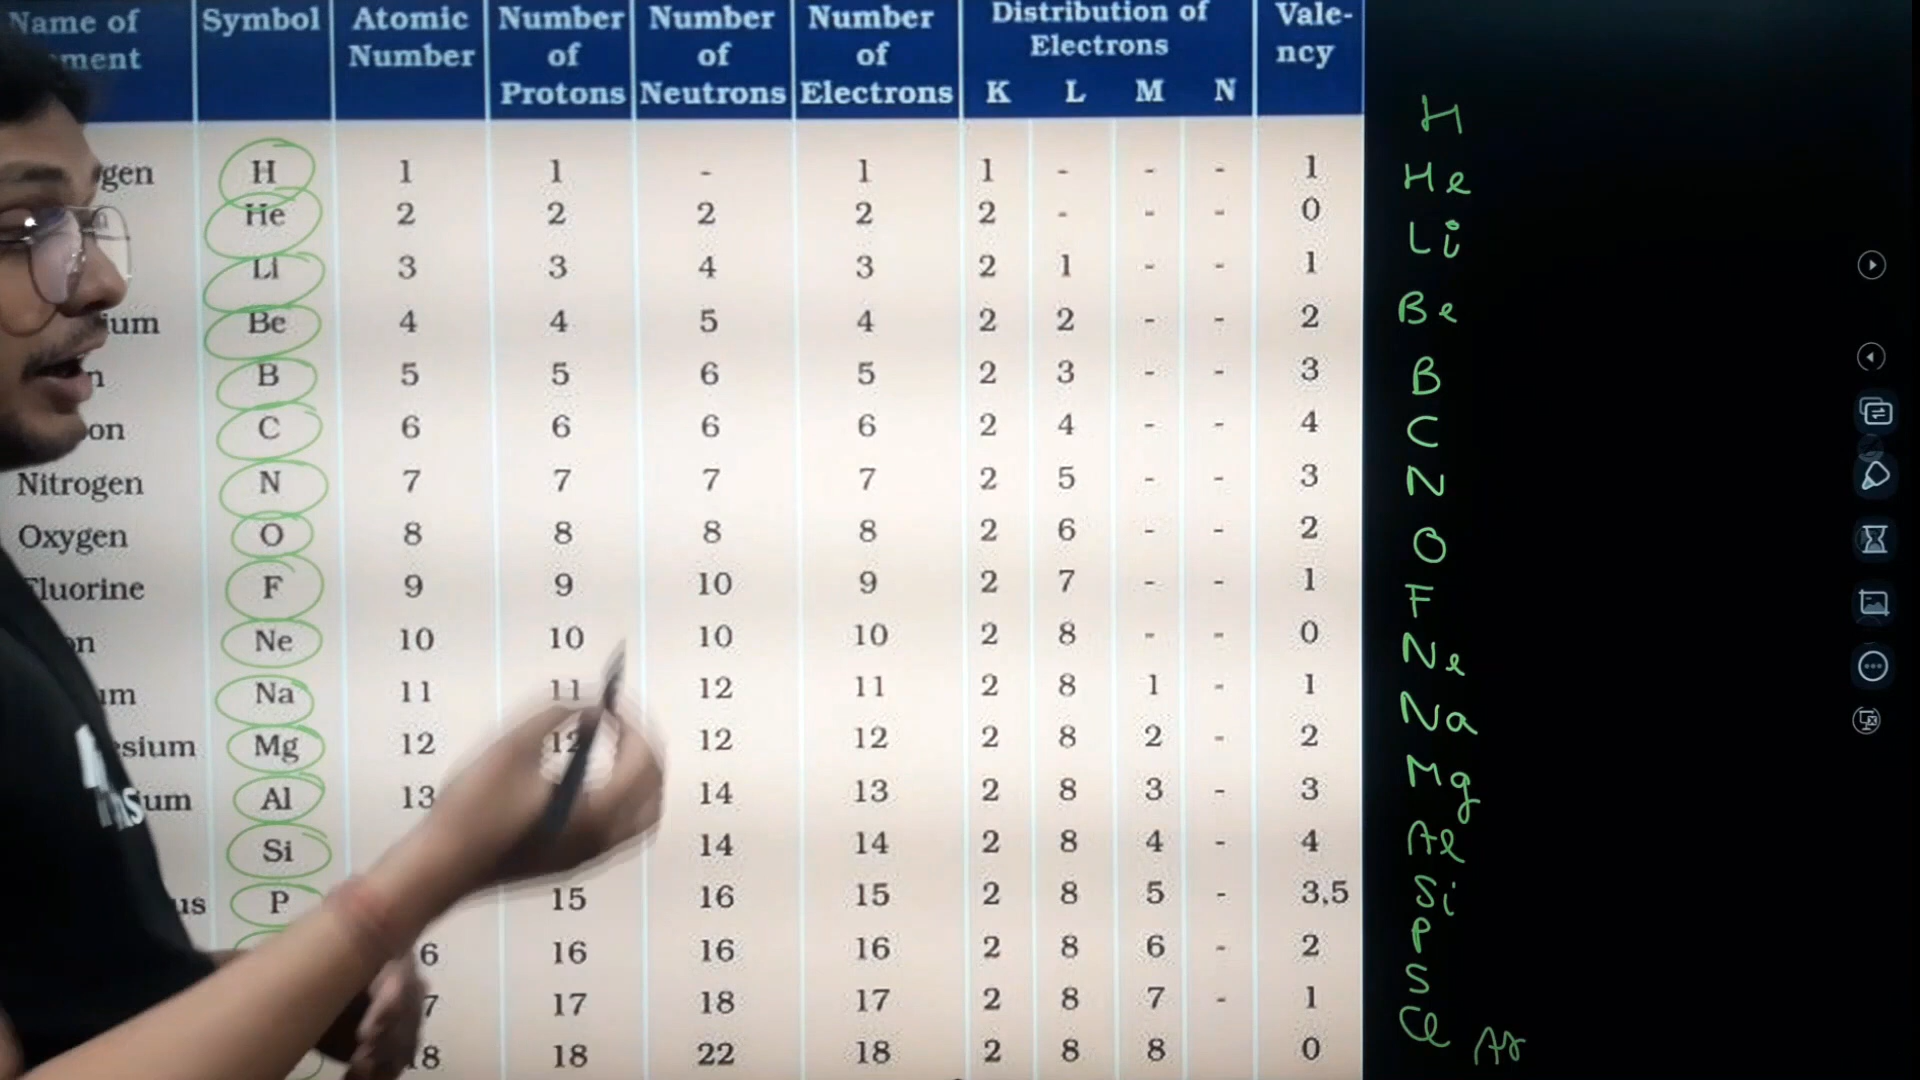 Name of Symbol Atomic Number Number Number Distribution of Vale-
ment Number of of of Electrons ncy
Protons Neutrons Electrons K L M N
gen H 1 1 - 1 1 - - - 1
He 2 2 2 2 2 - - - 0
Li 3 3 4 3 2 1 - - 1
ium Be 4 4 5 4 2 2 - - 2
n B 5 5 6 5 2 3 - - 3
on C 6 6 6 6 2 4 - - 4
Nitrogen N 7 7 7 7 2 5 - - 3
Oxygen O 8 8 8 8 2 6 - - 2
Fluorine F 9 9 10 9 2 7 - - 1
n Ne 10 10 10 10 2 8 - - 0
um Na 11 11 12 11 2 8 1 - 1
esium Mg 12 12 12 12 2 8 2 - 2
um Al 13 14 13 2 8 3 - 3
Si 14 14 2 8 4 - 4
us P 15 16 15 2 8 5 - 3,5
6 16 16 16 2 8 6 - 2
7 17 18 17 2 8 7 - 1
18 22 18 2 8 8 0
H
He
Li
Be
B
C
N
O
F
Ne
Na
Mg
Al
Si
P
S
Cl Ar